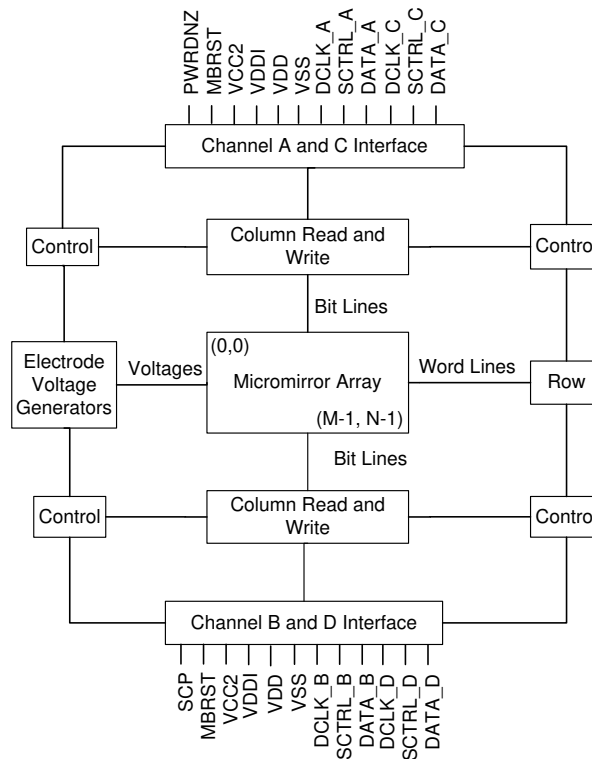 PWRDNZ
MBRST
VCC2
VDDI
VDD
VSS
DCLK_A
SCTRL_A
DATA_A
DCLK_C
SCTRL_C
DATA_C
Channel A and C Interface
Control
Column Read and
Write
Control
Bit Lines
(0,0)
Electrode
Voltage
Generators
Voltages
Micromirror Array
Word Lines
Row
(M-1, N-1)
Bit Lines
Control
Column Read and
Write
Control
Channel B and D Interface
SCP
MBRST
VCC2
VDDI
VDD
VSS
DCLK_B
SCTRL_B
DATA_B
DCLK_D
SCTRL_D
DATA_D